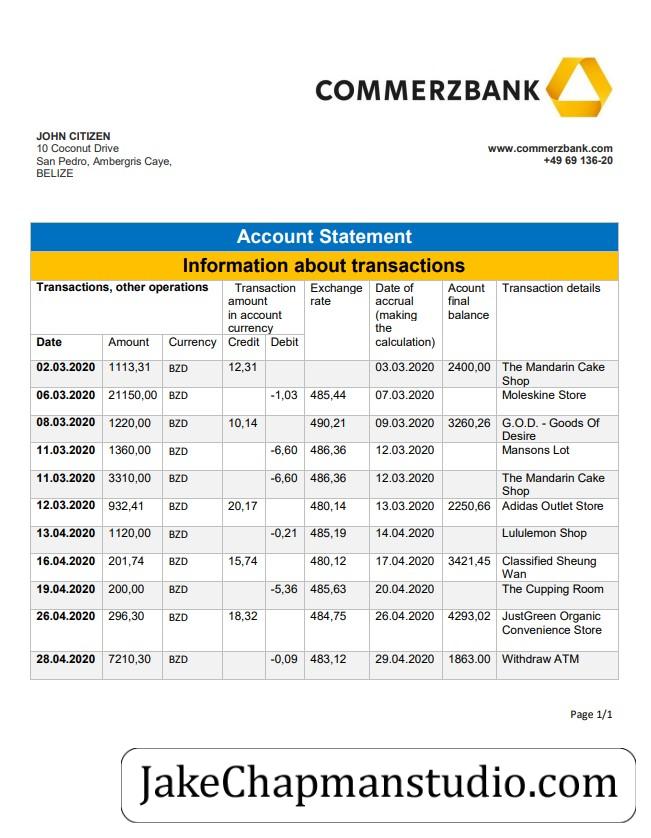 COMMERZBANK
JOHN CITIZEN
10 Coconut Drive
San Pedro, Ambergris Caye,
BELIZE
www.commerzbank.com
+49 69 136-20
Account Statement
Information about transactions
Transactions, other operations Transaction amount in account currency Exchange rate Date of accrual (making the calculation) Acount final balance Transaction details
Date Amount Currency Credit Debit
02.03.2020 1113,31 BZD 12,31 03.03.2020 2400,00 The Mandarin Cake Shop
06.03.2020 21150,00 BZD -1,03 485,44 07.03.2020 Moleskine Store
08.03.2020 1220,00 BZD 10,14 490,21 09.03.2020 3260,26 G.O.D. - Goods Of Desire
11.03.2020 1360,00 BZD -6,60 486,36 12.03.2020 Mansons Lot
11.03.2020 3310,00 BZD -6,60 486,36 12.03.2020 The Mandarin Cake Shop
12.03.2020 932,41 BZD 20,17 480,14 13.03.2020 2250,66 Adidas Outlet Store
13.04.2020 1120,00 BZD -0,21 485,19 14.04.2020 Lululemon Shop
16.04.2020 201,74 BZD 15,74 480,12 17.04.2020 3421,45 Classified Sheung Wan
19.04.2020 200,00 BZD -5,36 485,63 20.04.2020 The Cupping Room
26.04.2020 296,30 BZD 18,32 484,75 26.04.2020 4293,02 JustGreen Organic Convenience Store
28.04.2020 7210,30 BZD -0,09 483,12 29.04.2020 1863.00 Withdraw ATM
Page 1/1
JakeChapmanstudio.com